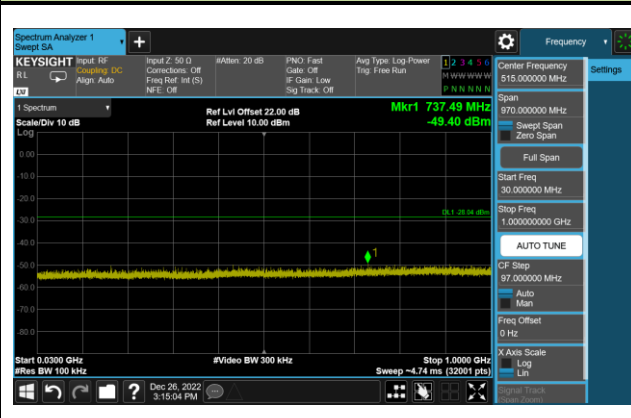 Spectrum Analyzer 1
Swept SA
Frequency
KEYSIGHT
RL
Input: RF
Coupling: DC
Align: Auto
Input Z: 50 Ω
Corrections: Off
Freq Ref: Int (S)
NFE: Off
#Atten: 20 dB
PNO: Fast
Gate: Off
IF Gain: Low
Sig Track: Off
Avg Type: Log-Power
Trig: Free Run
1 2 3 4 5 6
M W W W W W
P N N N N N
LXI
1 Spectrum
Scale/Div 10 dB
Log
Ref Lvl Offset 22.00 dB
Ref Level 10.00 dBm
Mkr1 737.49 MHz
-49.40 dBm
0.00
-10.0
-20.0
-30.0
-40.0
-50.0
-60.0
-70.0
-80.0
DL1 -28.04 dBm
1
Start 0.0300 GHz
#Res BW 100 kHz
#Video BW 300 kHz
Stop 1.0000 GHz
Sweep ~4.74 ms (32001 pts)
Center Frequency
515.000000 MHz
Settings
Span
970.000000 MHz
Swept Span
Zero Span
Full Span
Start Freq
30.000000 MHz
Stop Freq
1.000000000 GHz
AUTO TUNE
CF Step
97.000000 MHz
Auto
Man
Freq Offset
0 Hz
X Axis Scale
Log
Lin
Signal Track
(Span Zoom)
?
Dec 26, 2022
3:15:04 PM